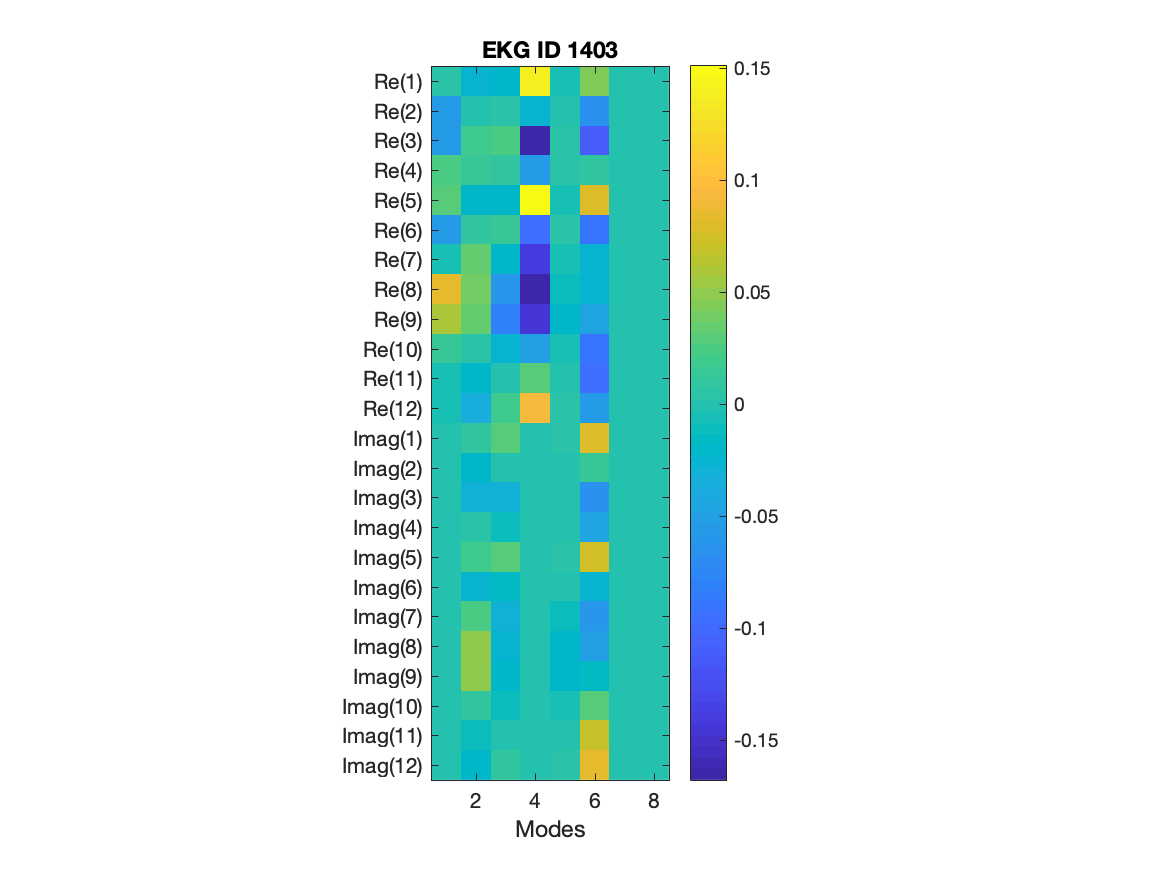 EKG ID 1403
Re(1)
Re(2)
Re(3)
Re(4)
Re(5)
Re(6)
Re(7)
Re(8)
Re(9)
Re(10)
Re(11)
Re(12)
Imag(1)
Imag(2)
Imag(3)
Imag(4)
Imag(5)
Imag(6)
Imag(7)
Imag(8)
Imag(9)
Imag(10)
Imag(11)
Imag(12)
2 4 6 8
Modes
0.15
0.1
0.05
0
-0.05
-0.1
-0.15